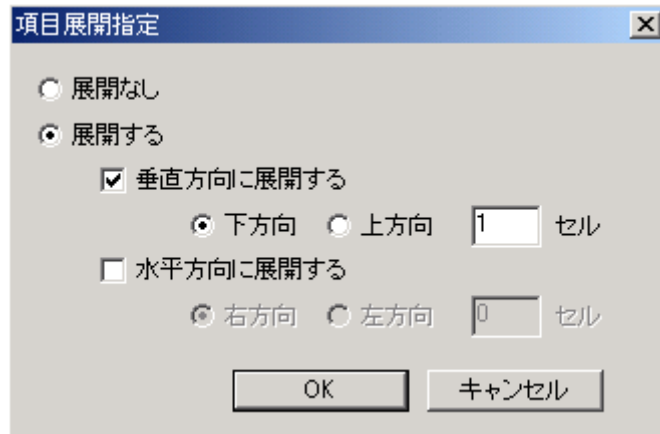 項目展開指定
展開なし
展開する
垂直方向に展開する
下方向 上方向 1 セル
水平方向に展開する
右方向 左方向 0 セル
OK キャンセル